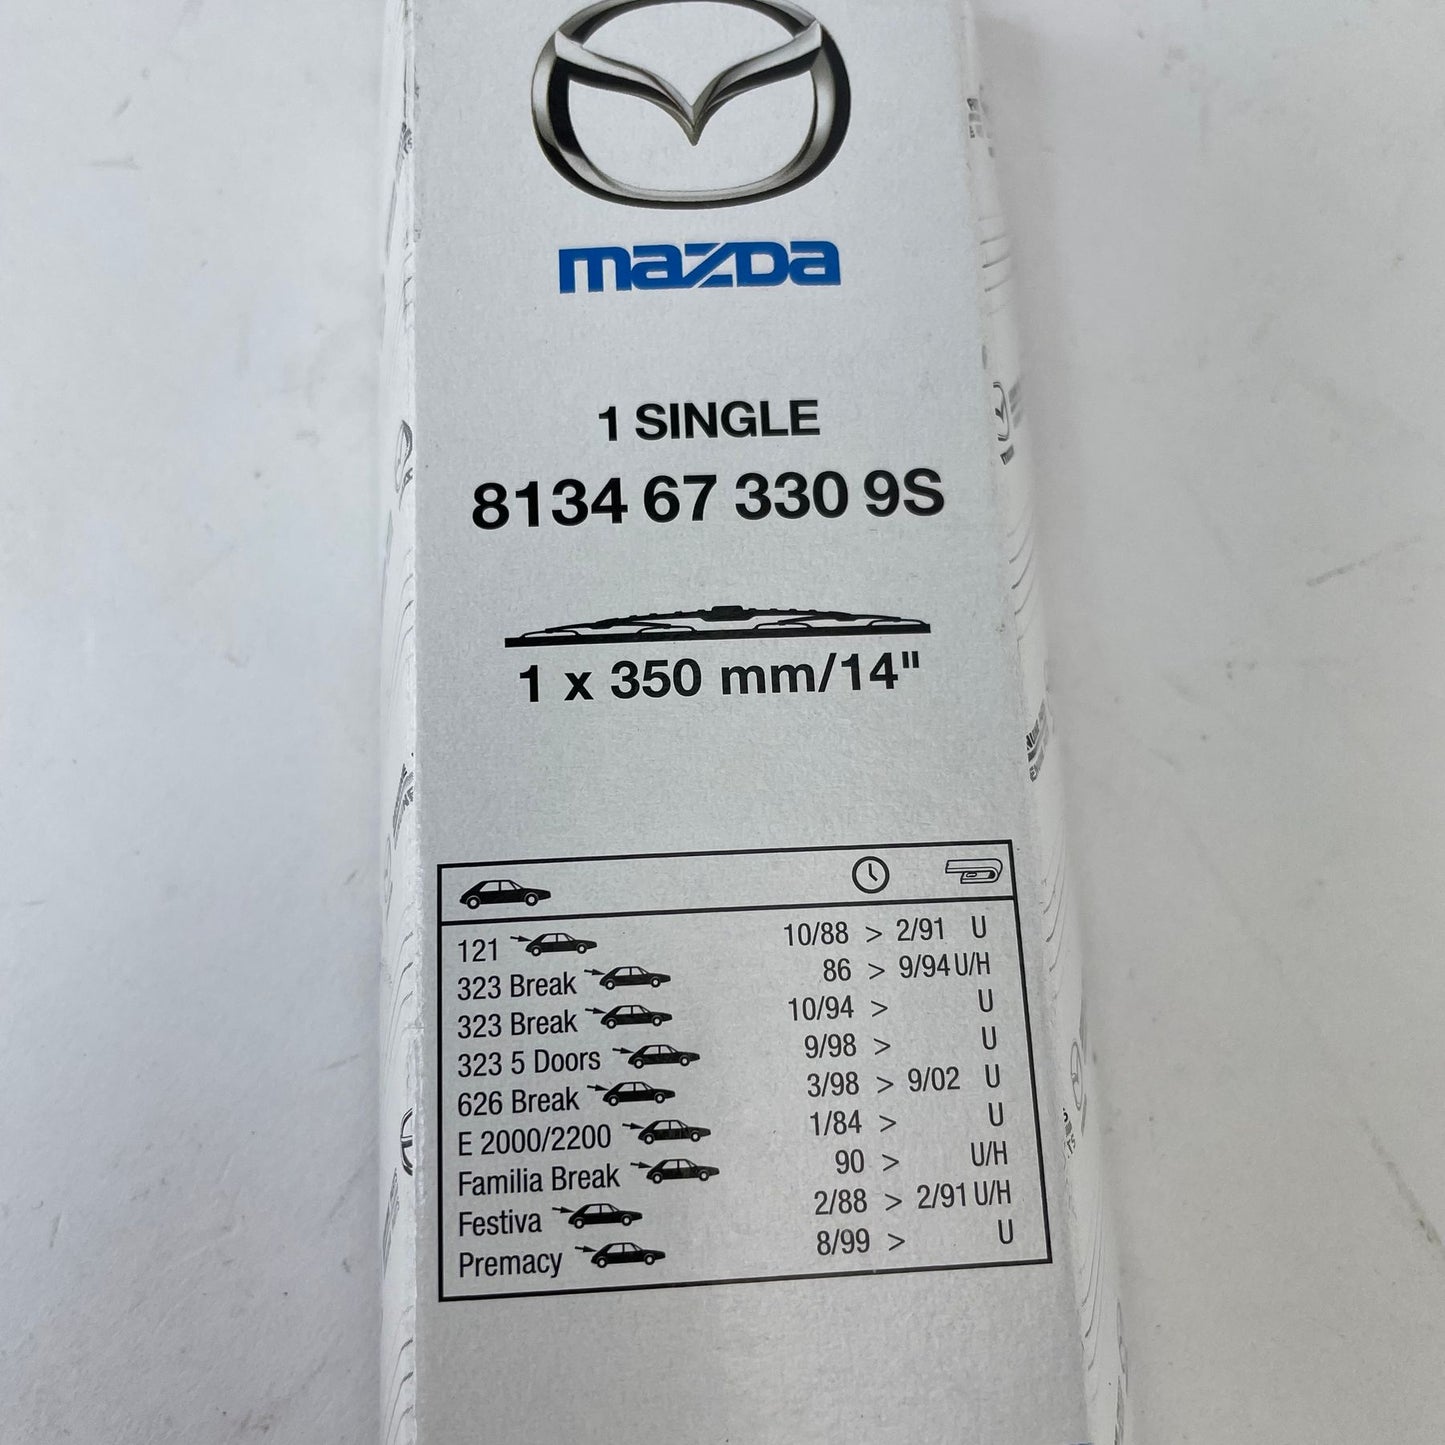 mazda
1 SINGLE
8134 67 330 9S
1 x 350 mm/14"
121 10/88 > 2/91 U
323 Break 86 > 9/94 U/H
323 Break 10/94 > U
323 5 Doors 9/98 > U
626 Break 3/98 > 9/02 U
E 2000/2200 1/84 > U
Familia Break 90 > U/H
Festiva 2/88 > 2/91 U/H
Premacy 8/99 > U